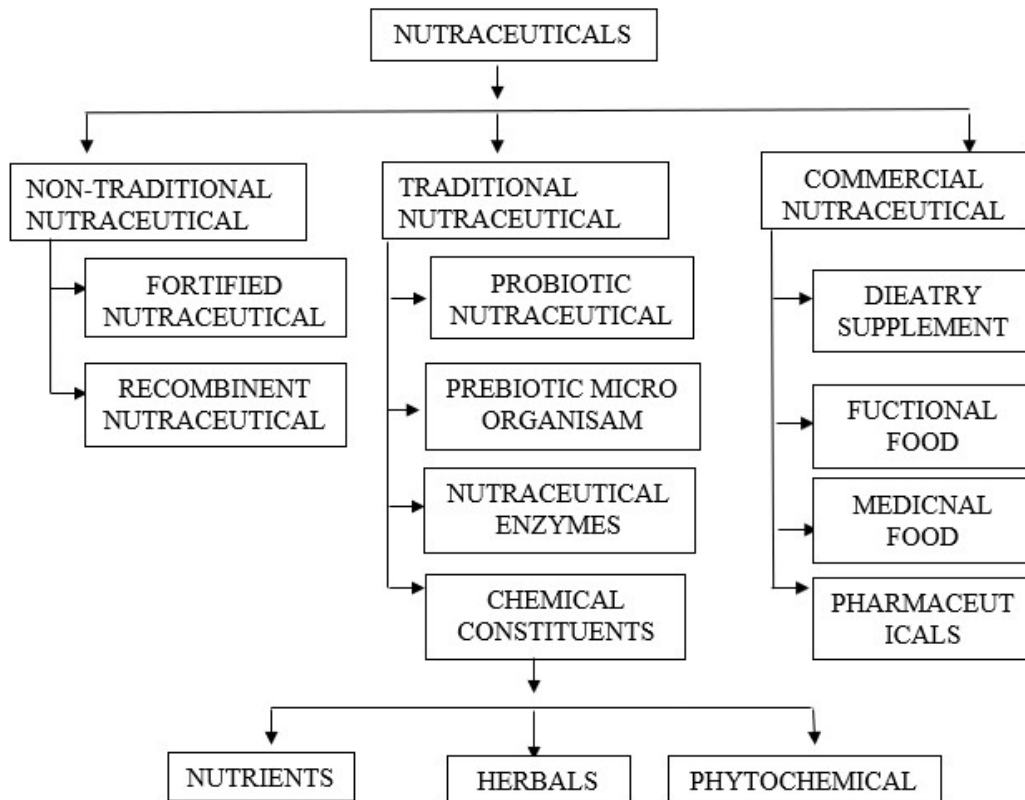 NUTRACEUTICALS
NON-TRADITIONAL
NUTRACEUTICAL
FORTIFIED
NUTRACEUTICAL
RECOMBINENT
NUTRACEUTICAL
TRADITIONAL
NUTRACEUTICAL
PROBIOTIC
NUTRACEUTICAL
PREBIOTIC MICRO
ORGANISAM
NUTRACEUTICAL
ENZYMES
CHEMICAL
CONSTITUENTS
NUTRIENTS
HERBALS
PHYTOCHEMICAL
COMMERCIAL
NUTRACEUTICAL
DIEATRY
SUPPLEMENT
FUCTIONAL
FOOD
MEDICNAL
FOOD
PHARMACEUT
ICALS